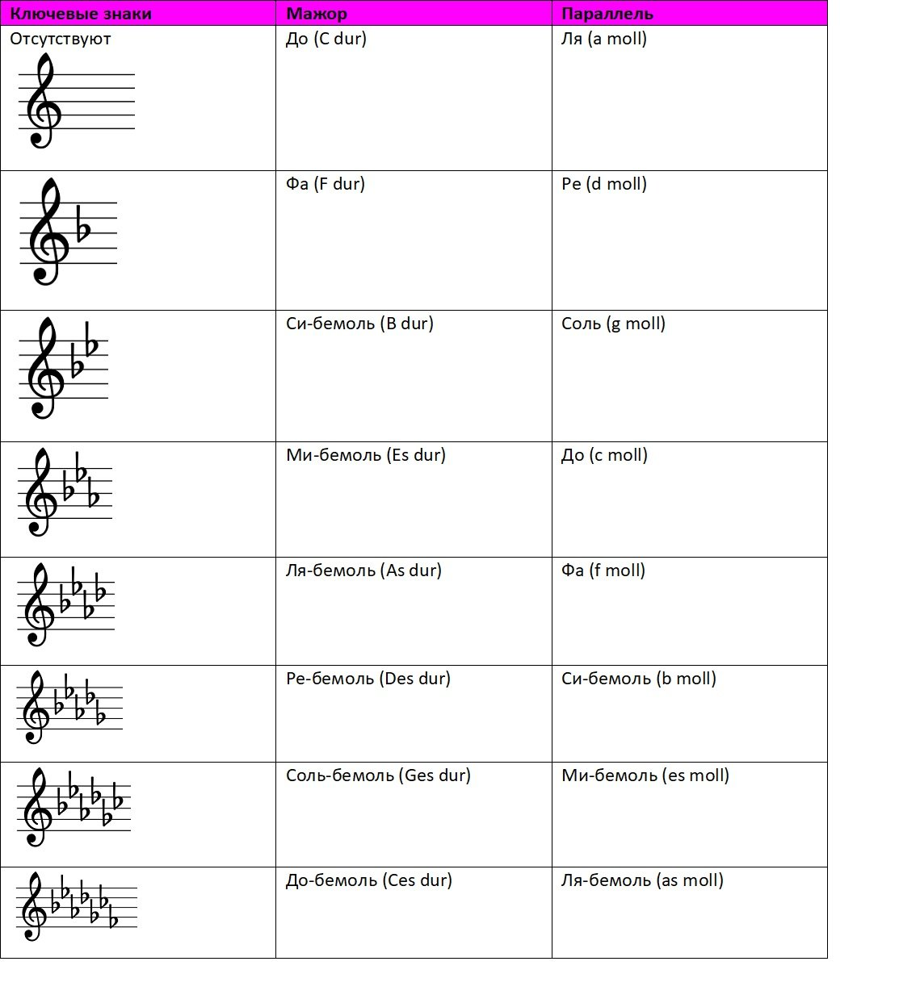 Ключевые знаки Мажор Параллель
Отсутствуют До (C dur) Ля (a moll)
Фа (F dur) Ре (d moll)
Си-бемоль (B dur) Соль (g moll)
Ми-бемоль (Es dur) До (c moll)
Ля-бемоль (As dur) Фа (f moll)
Ре-бемоль (Des dur) Си-бемоль (b moll)
Соль-бемоль (Ges dur) Ми-бемоль (es moll)
До-бемоль (Ces dur) Ля-бемоль (as moll)